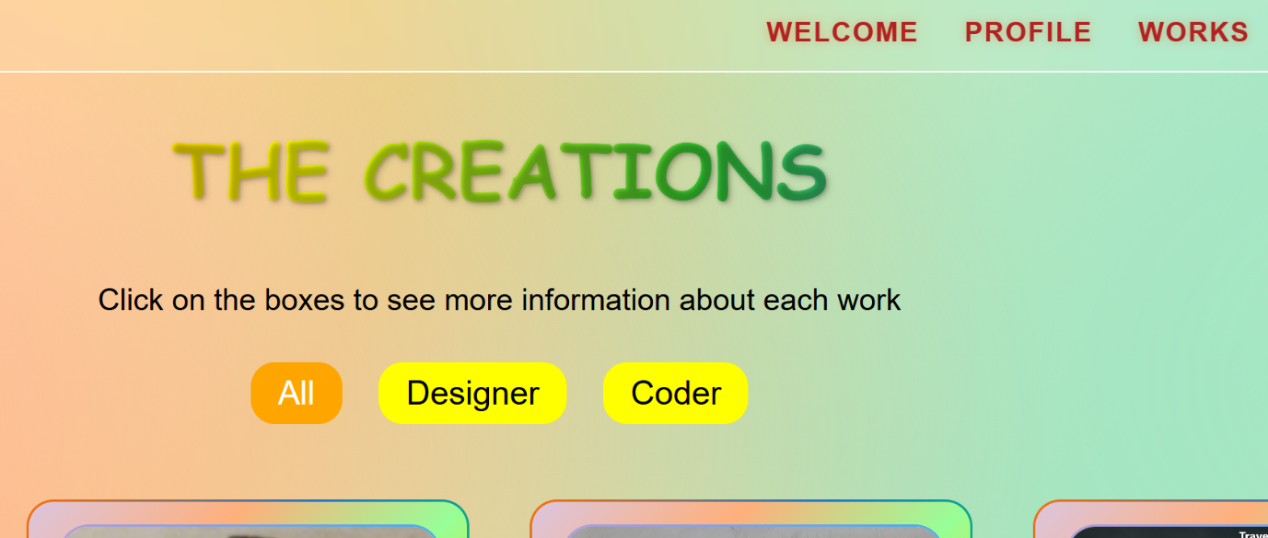 WELCOME PROFILE WORKS
THE CREATIONS
Click on the boxes to see more information about each work
All Designer Coder